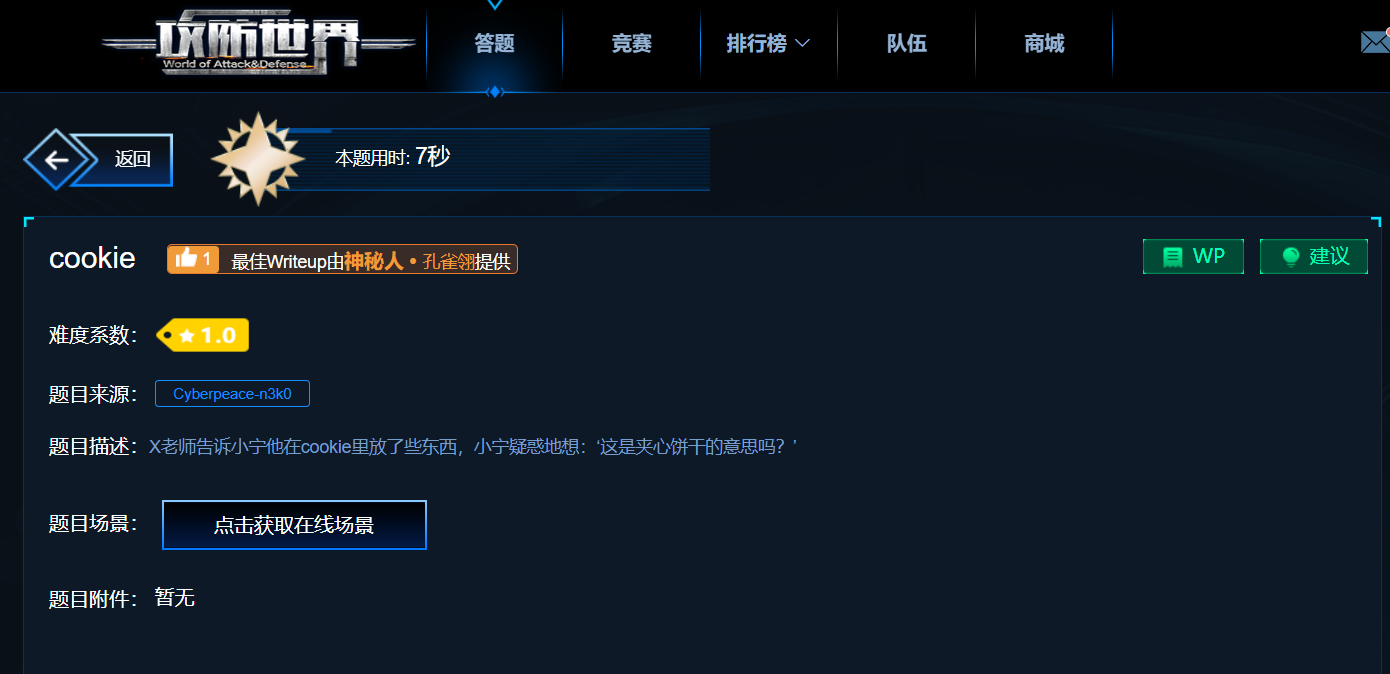 攻防世界
World of Attack&Defense
答题
竞赛
排行榜
队伍
商城
返回
本题用时: 7秒
cookie
1 最佳Writeup由神秘人 • 孔雀翎提供
WP
建议
难度系数： 1.0
题目来源： Cyberpeace-n3k0
题目描述：X老师告诉小宁他在cookie里放了些东西，小宁疑惑地想：‘这是夹心饼干的意思吗？’
题目场景： 点击获取在线场景
题目附件： 暂无